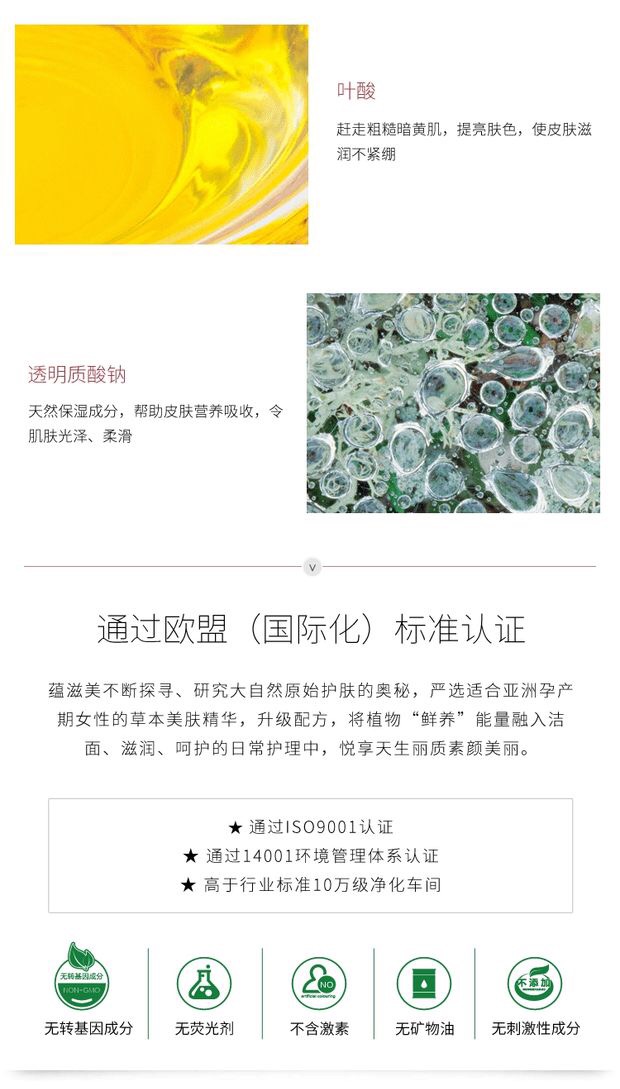 叶酸
赶走粗糙暗黄肌，提亮肤色，使皮肤滋
润不紧绷
透明质酸钠
天然保湿成分，帮助皮肤营养吸收，令
肌肤光泽、柔滑
通过欧盟（国际化）标准认证
蕴滋美不断探寻、研究大自然原始护肤的奥秘，严选适合亚洲孕产
期女性的草本美肤精华，升级配方，将植物“鲜养”能量融入洁
面、滋润、呵护的日常护理中，悦享天生丽质素颜美丽。
★ 通过ISO9001认证
★ 通过14001环境管理体系认证
★ 高于行业标准10万级净化车间
无转基因成分
NON-GMO
NO
artificial colouring
不添加
无转基因成分
无荧光剂
不含激素
无矿物油
无刺激性成分